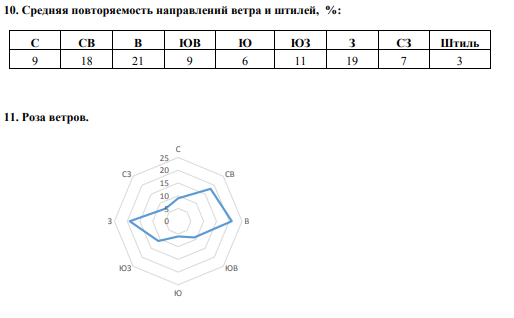 10. Средняя повторяемость направлений ветра и штилей, %:
С СВ В ЮВ Ю ЮЗ З СЗ Штиль
9 18 21 9 6 11 19 7 3
11. Роза ветров.
С
25
СЗ 20 СВ
15
10
5
З 0 В
ЮЗ ЮВ
Ю